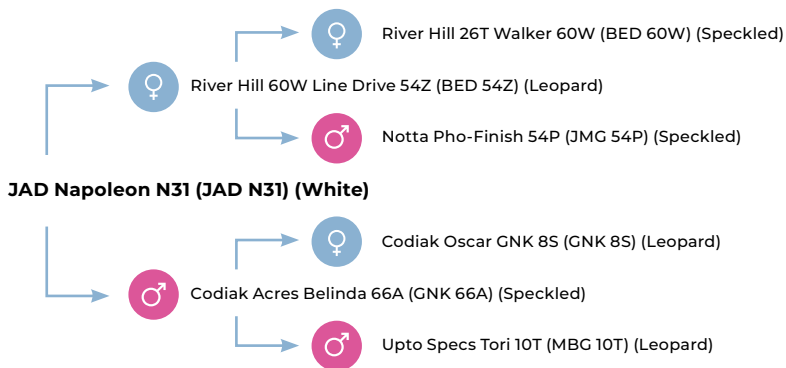 River Hill 26T Walker 60W (BED 60W) (Speckled)
River Hill 60W Line Drive 54Z (BED 54Z) (Leopard)
Notta Pho-Finish 54P (JMG 54P) (Speckled)
JAD Napoleon N31 (JAD N31) (White)
Codiak Oscar GNK 8S (GNK 8S) (Leopard)
Codiak Acres Belinda 66A (GNK 66A) (Speckled)
Upto Specs Tori 10T (MBG 10T) (Leopard)